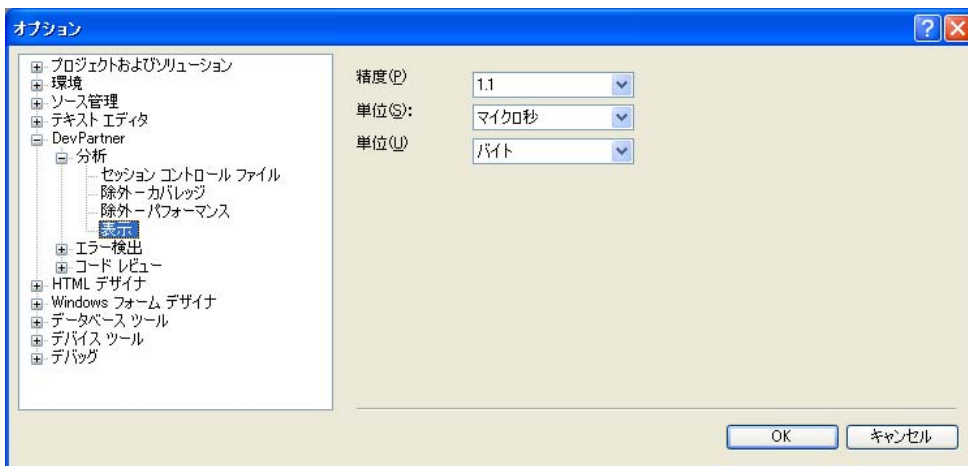 オプション
プロジェクトおよびソリューション
環境
ソース管理
テキスト エディタ
DevPartner
分析
セッション コントロール ファイル
除外－カバレッジ
除外－パフォーマンス
表示
エラー検出
コード レビュー
HTML デザイナ
Windows フォーム デザイナ
データベース ツール
デバイス ツール
デバッグ
精度(P) 1.1
単位(S): マイクロ秒
単位(U) バイト
OK キャンセル